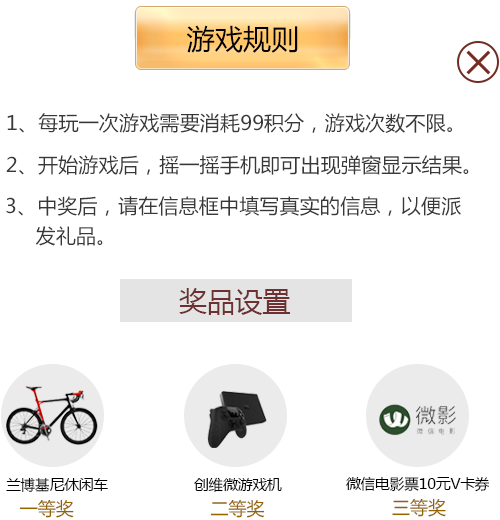 游戏规则
1、每玩一次游戏需要消耗99积分，游戏次数不限。
2、开始游戏后，摇一摇手机即可出现弹窗显示结果。
3、中奖后，请在信息框中填写真实的信息，以便派
发礼品。
奖品设置
微影
微信电影
兰博基尼休闲车
创维微游戏机
微信电影票10元V卡券
一等奖
二等奖
三等奖